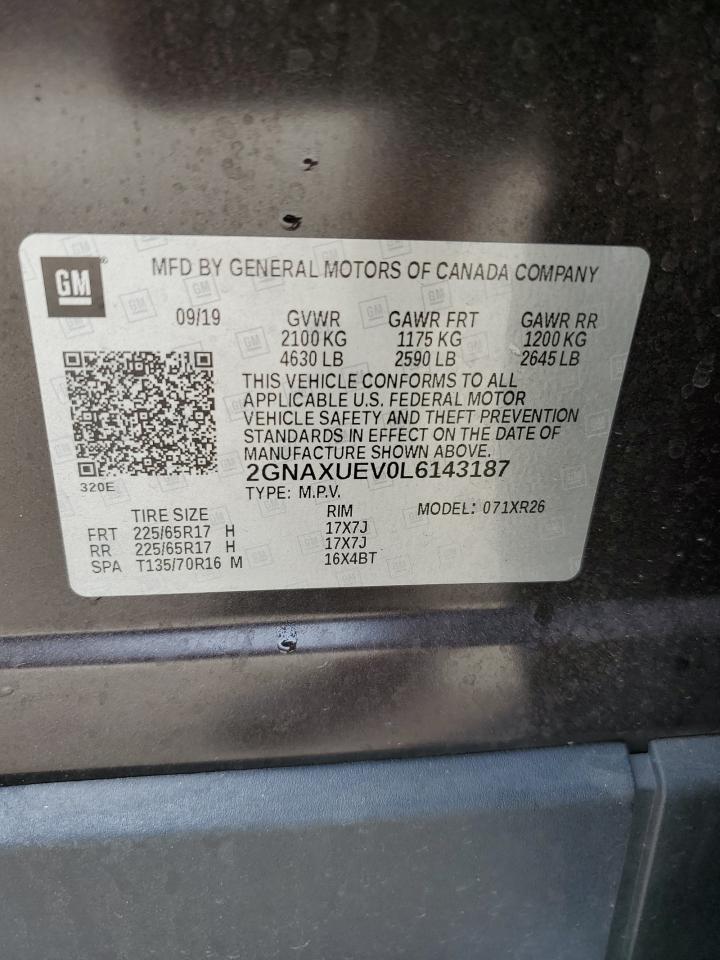 GM
MFD BY GENERAL MOTORS OF CANADA COMPANY
09/19 GVWR GAWR FRT GAWR RR
2100 KG 1175 KG 1200 KG
4630 LB 2590 LB 2645 LB
THIS VEHICLE CONFORMS TO ALL
APPLICABLE U.S. FEDERAL MOTOR
VEHICLE SAFETY AND THEFT PREVENTION
STANDARDS IN EFFECT ON THE DATE OF
MANUFACTURE SHOWN ABOVE.
2GNAXUEV0L6143187
320E
TYPE: M.P.V.
TIRE SIZE RIM MODEL: 071XR26
FRT 225/65R17 H 17X7J
RR 225/65R17 H 17X7J
SPA T135/70R16 M 16X4BT